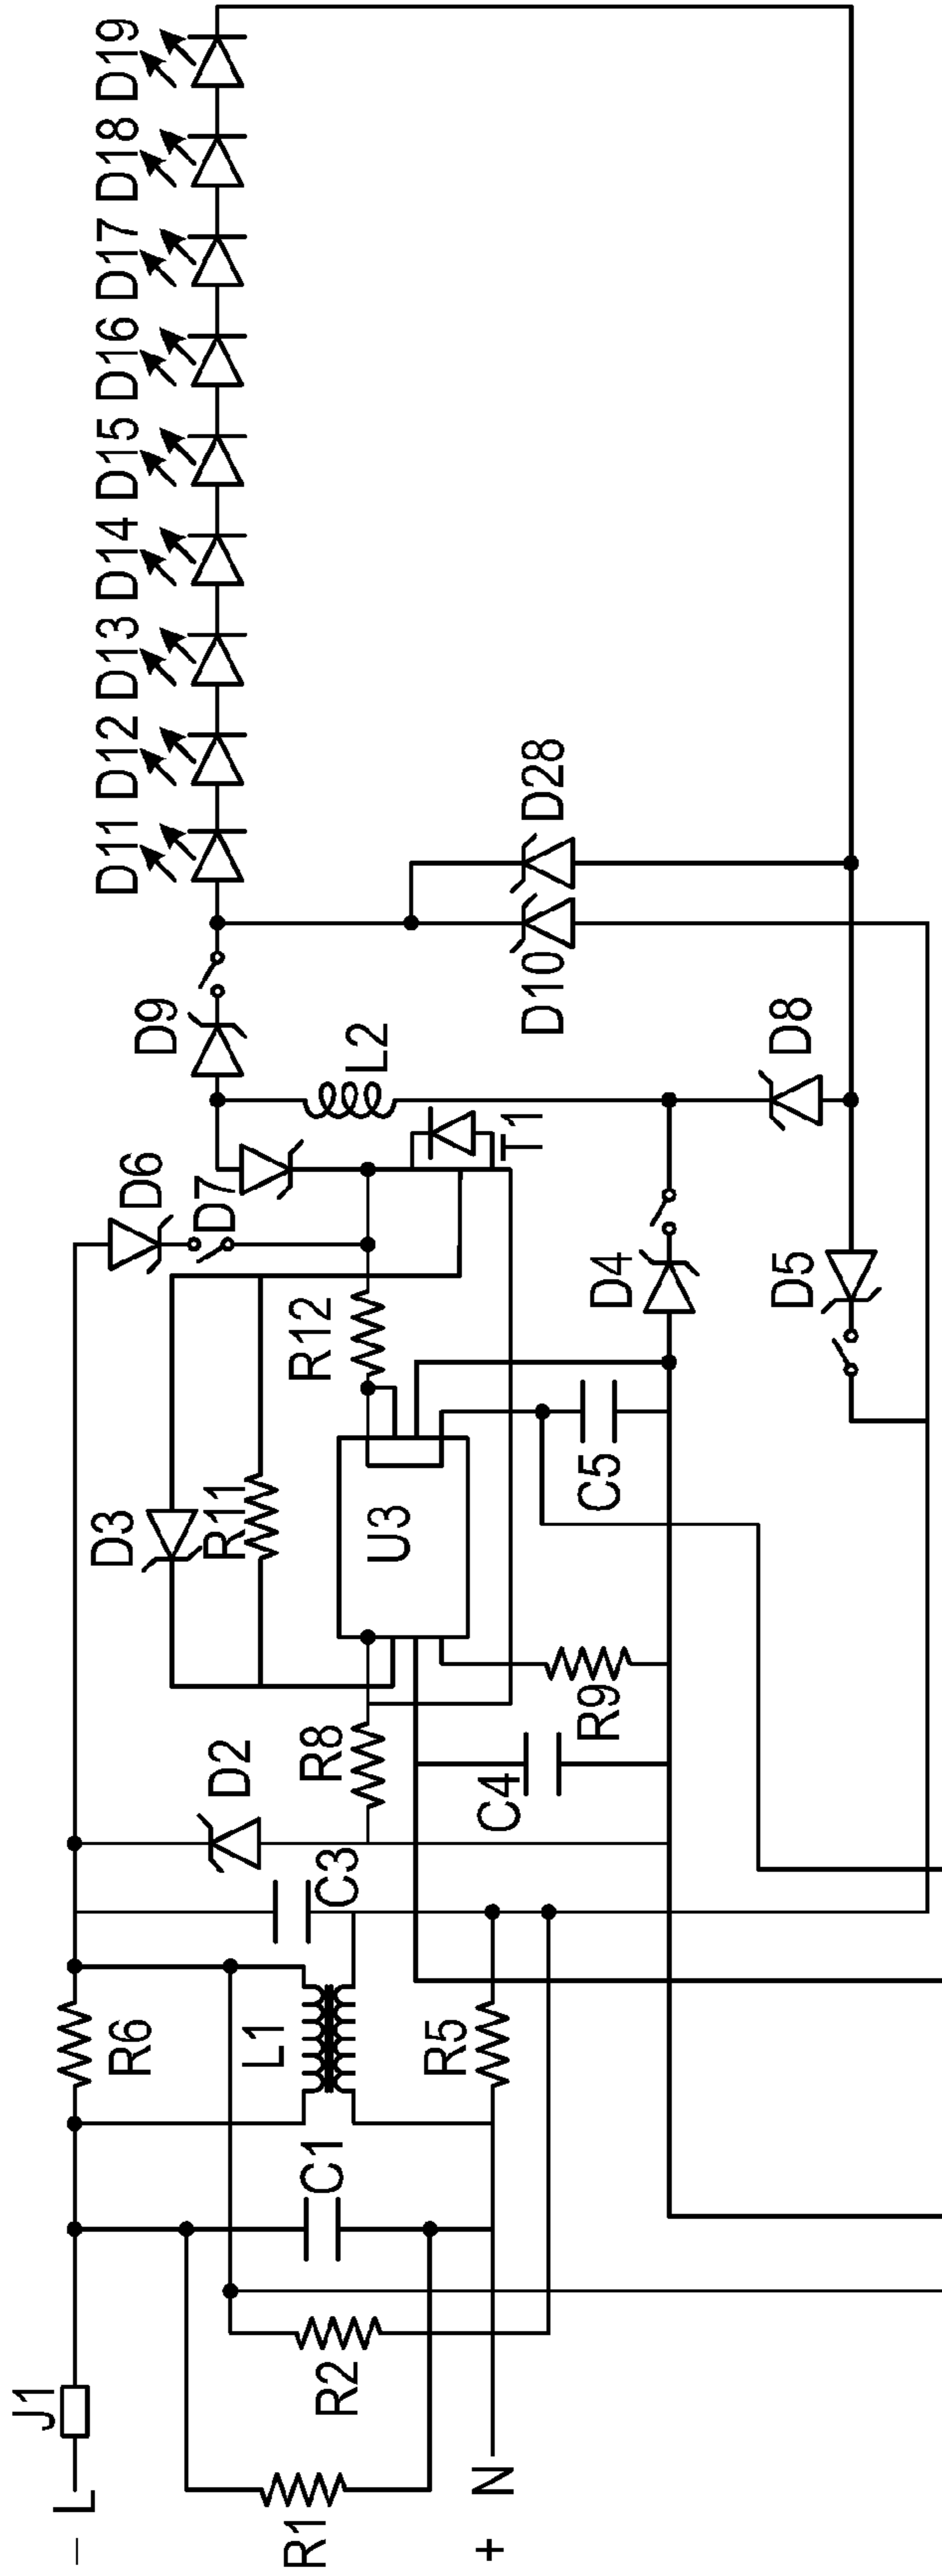 D11 D12 D13 D14 D15 D16 D17 D18 D19
D9
D6
D7
L2
D10
D28
D8
T1
D4
D5
R12
D3
R11
U3
C5
R9
R8
D2
C4
C3
R6
L1
R5
C1
J1
R2
R1
– L
+ N